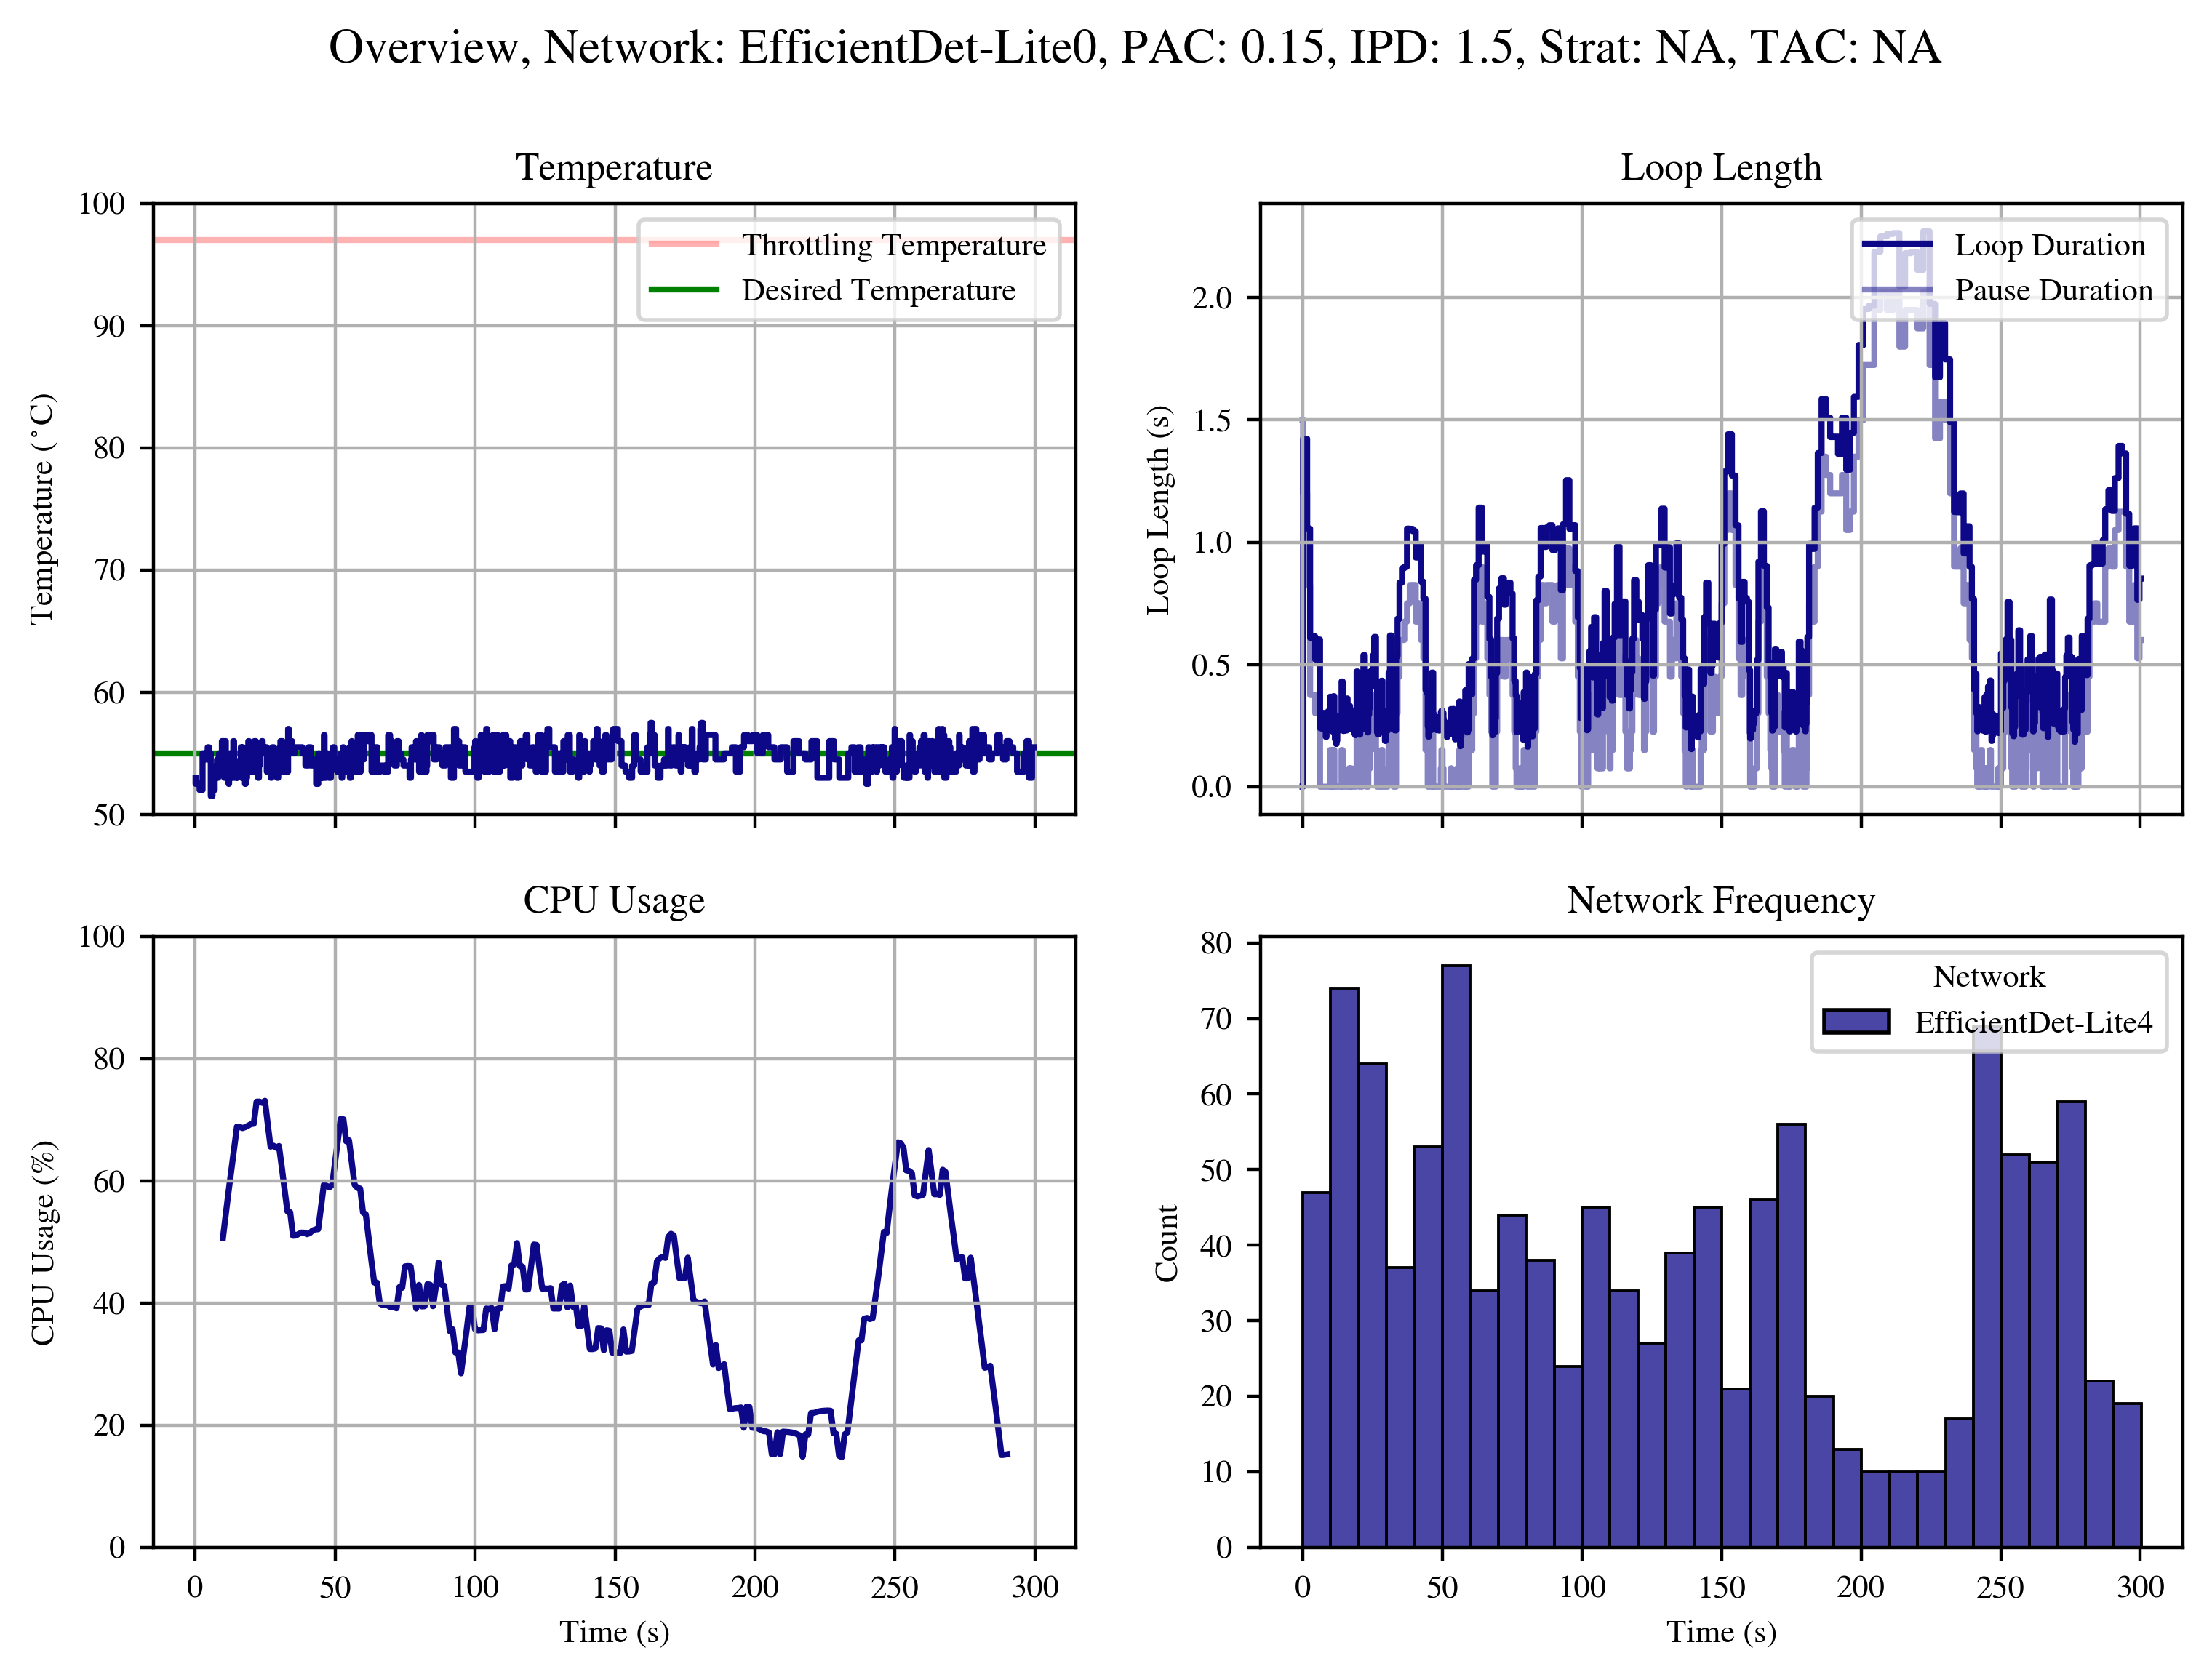 Overview, Network: EfficientDet-Lite0, PAC: 0.15, IPD: 1.5, Strat: NA, TAC: NA
Temperature
100
90
80
70
60
50
Temperature (°C)
Throttling Temperature
Desired Temperature
Loop Length
2.0
1.5
1.0
0.5
0.0
Loop Length (s)
Loop Duration
Pause Duration
CPU Usage
100
80
60
40
20
0
CPU Usage (%)
0 50 100 150 200 250 300
Time (s)
Network Frequency
80
70
60
50
40
30
20
10
0
Count
Network
EfficientDet-Lite4
0 50 100 150 200 250 300
Time (s)